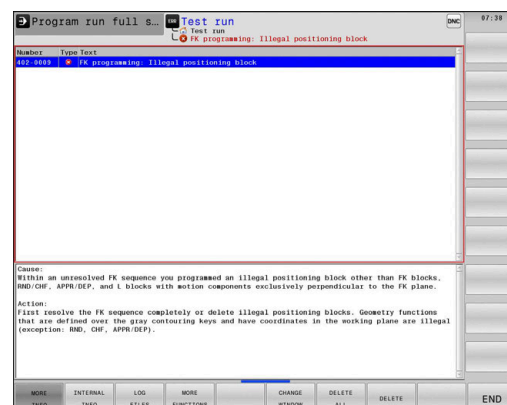 Program run full s...
Test run
DNC
07:38
Test run
FK programming: Illegal positioning block
Number Type Text
402-0009 FK programming: Illegal positioning block
Cause:
Within an unresolved FK sequence you programmed an illegal positioning block other than FK blocks,
RND/CHF, APPR/DEP, and L blocks with motion components exclusively perpendicular to the FK plane.
Action:
First resolve the FK sequence completely or delete illegal positioning blocks. Geometry functions
that are defined over the gray contouring keys and have coordinates in the working plane are illegal
(exception: RND, CHF, APPR/DEP).
MORE INFO
INTERNAL INFO
LOG FILES
MORE FUNCTIONS
CHANGE WINDOW
DELETE ALL
DELETE
END